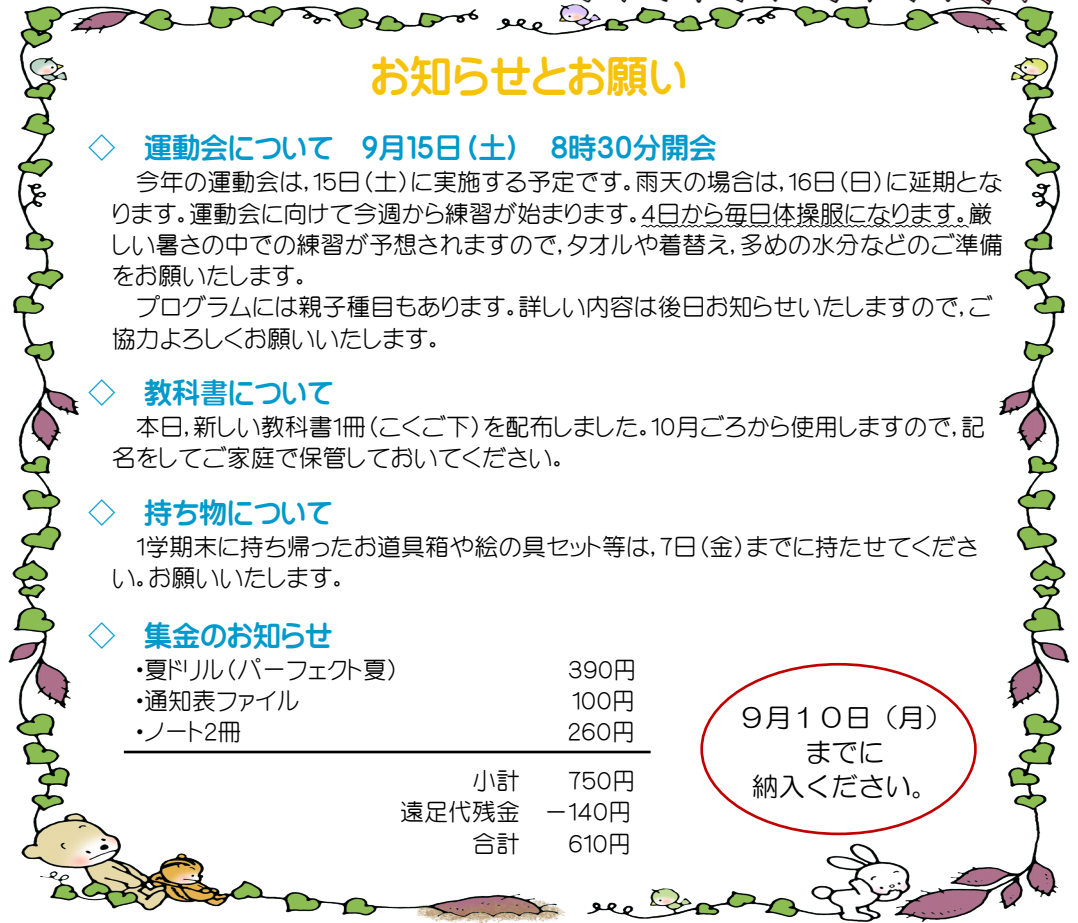 お知らせとお願い
◇　運動会について　9月15日（土）　8時30分開会
今年の運動会は，15日（土）に実施する予定です。雨天の場合は，16日（日）に延期とな
ります。運動会に向けて今週から練習が始まります。4日から毎日体操服になります。厳
しい暑さの中での練習が予想されますので，タオルや着替え，多めの水分などのご準備
をお願いたします。
プログラムには親子種目もあります。詳しい内容は後日お知らせいたしますので，ご
協力よろしくお願いいたします。
◇　教科書について
本日，新しい教科書1冊（こくご下）を配布しました。10月ごろから使用しますので，記
名をしてご家庭で保管しておいてください。
◇　持ち物について
1学期末に持ち帰ったお道具箱や絵の具セット等は，7日（金）までに持たせてくださ
い。お願いいたします。
◇　集金のお知らせ
・夏ドリル（パーフェクト夏）　390円
・通知表ファイル　100円
・ノート2冊　260円
小計　750円
遠足代残金　－140円
合計　610円
９月１０日（月）
までに
納入ください。